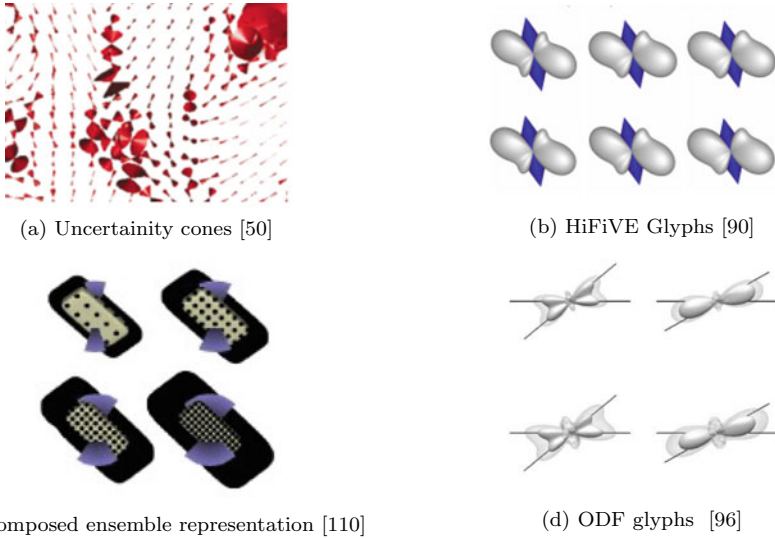 (a) Uncertainity cones [50]
(b) HiFiVE Glyphs [90]
omposed ensemble representation [110]
(d) ODF glyphs [96]